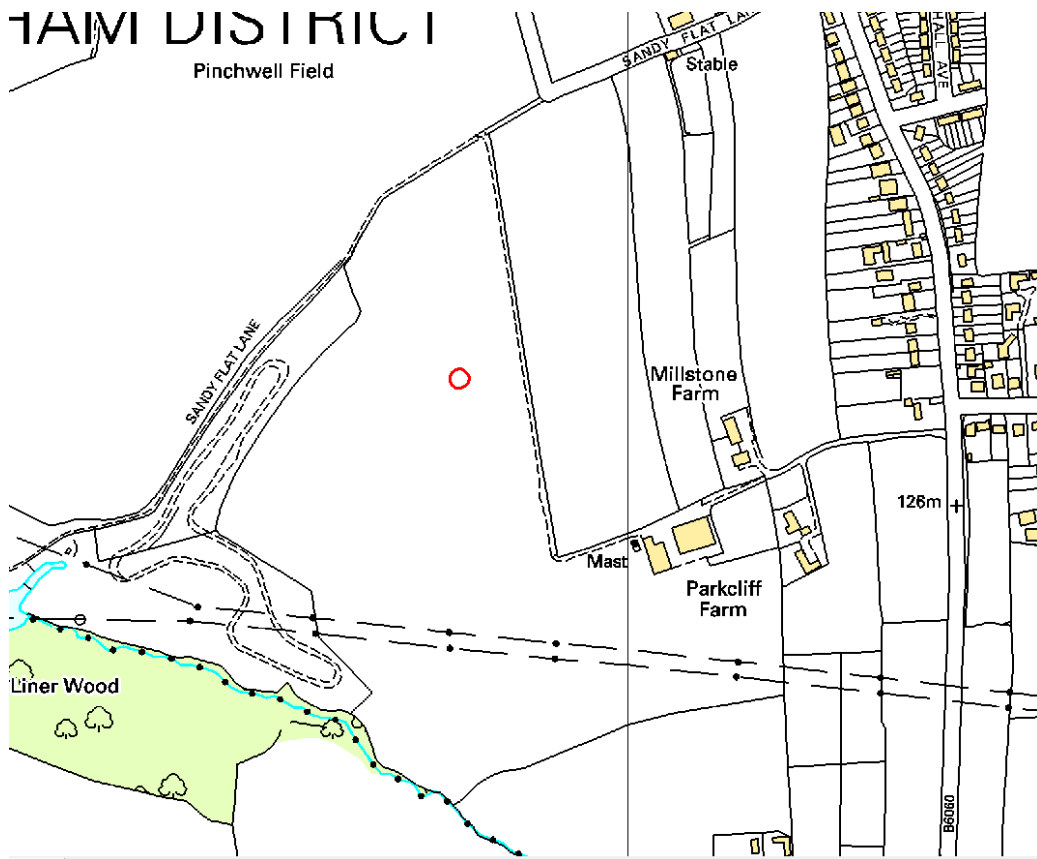 HAM DISTRICT
Pinchwell Field
SANDY FLAT LANE
Stable
HALL AVE
SANDY FLAT LANE
Millstone
Farm
126m
Mast
Parkcliff
Farm
Liner Wood
B6060